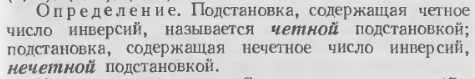 Определение. Подстановка, содержащая четное
число инверсий, называется четной подстановкой;
подстановка, содержащая нечетное число инверсий,
нечетной подстановкой.